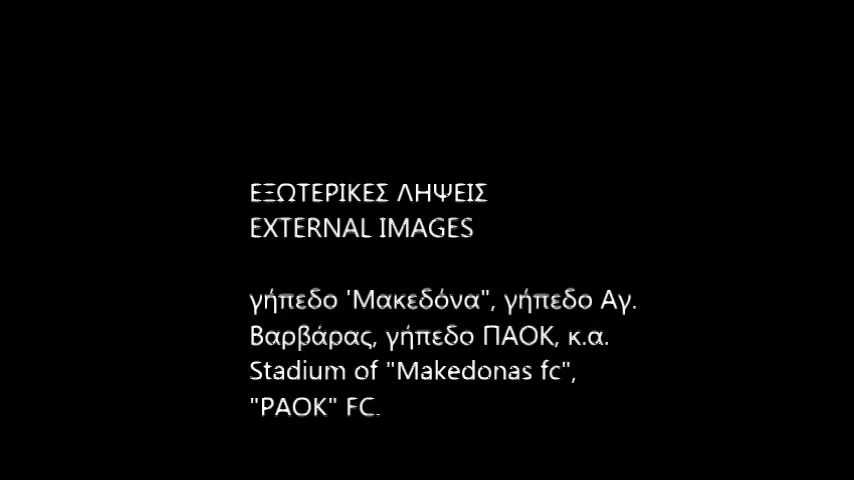 ΕΞΩΤΕΡΙΚΕΣ ΛΗΨΕΙΣ
EXTERNAL IMAGES
γήπεδο 'Μακεδόνα", γήπεδο Αγ.
Βαρβάρας, γήπεδο ΠΑΟΚ, κ.α.
Stadium of "Makedonas fc",
"PAOK" FC.